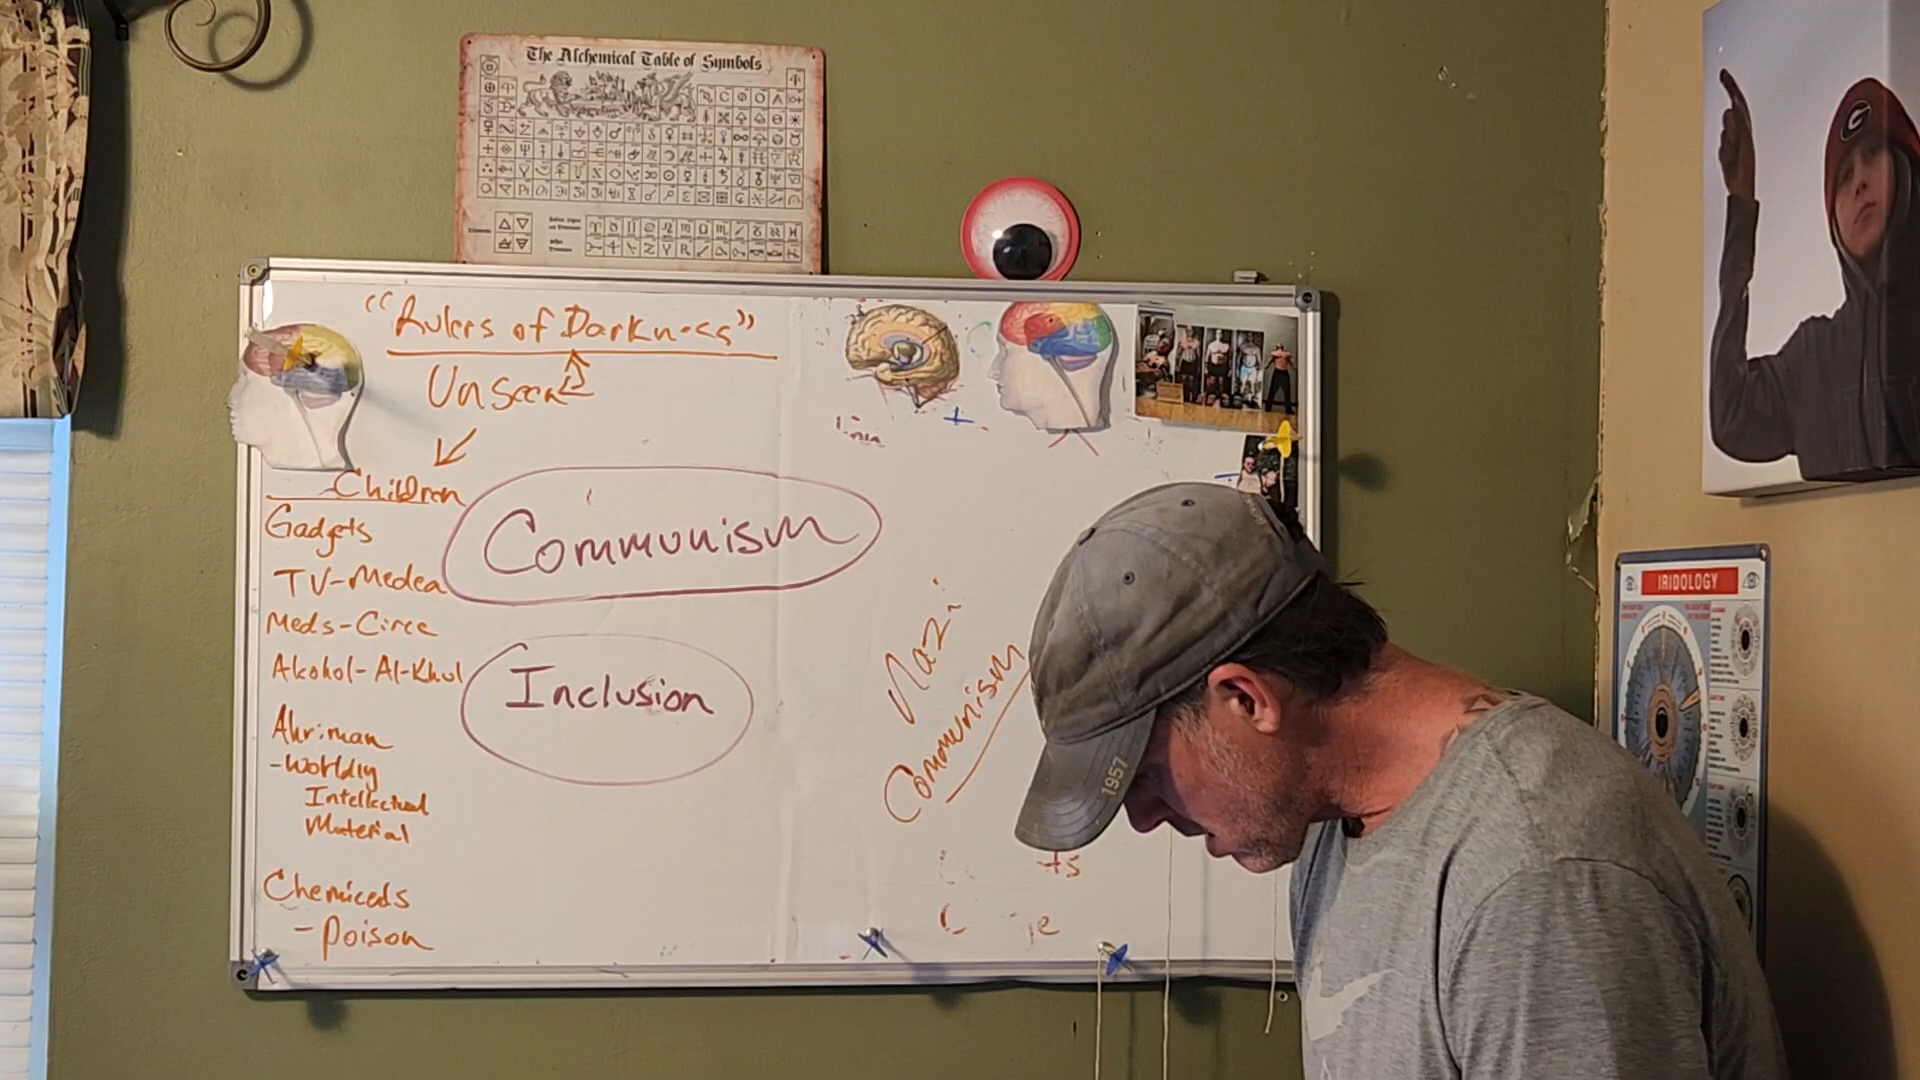 The Alchemical Table of Symbols
"Rulers of Darkness"
Unseen
Children
Gadgets
TV-Medea
Meds-Circe
Alcohol-Al-Khul
Ahriman
-Worldly
Intellectual
Material
Chemicals
-Poison
Communism
Inclusion
Nazi
Communism
ts
1957
IRIDOLOGY
G